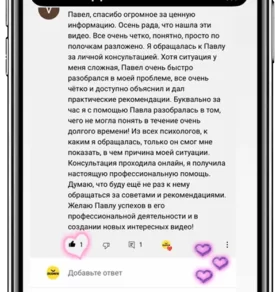 V
Павел, спасибо огромное за ценную
информацию. Осень рада, что нашла эти
видео. Все очень четко, понятно, просто по
полочкам разложено. Я обращалась к Павлу
за личной консультацией. Хотя ситуация у
меня сложная, Павел очень быстро
разобрался в моей проблеме, все очень
чётко и доступно объяснил и дал
практические рекомендации. Буквально за
час я с помощью Павла разобралась в том,
чего не могла понять в течение очень
долгого времени! Из всех психологов, к
каким я обращалась, только он смог мне
показать, в чем причина моей ситуации.
Консультация проходила онлайн, я получила
настоящую профессиональную помощь.
Думаю, что буду ещё не раз к нему
обращаться за советами и рекомендациями.
Желаю Павлу успехов в его
профессиональной деятельности и в
создании новых интересных видео!
1 1
Добавьте ответ